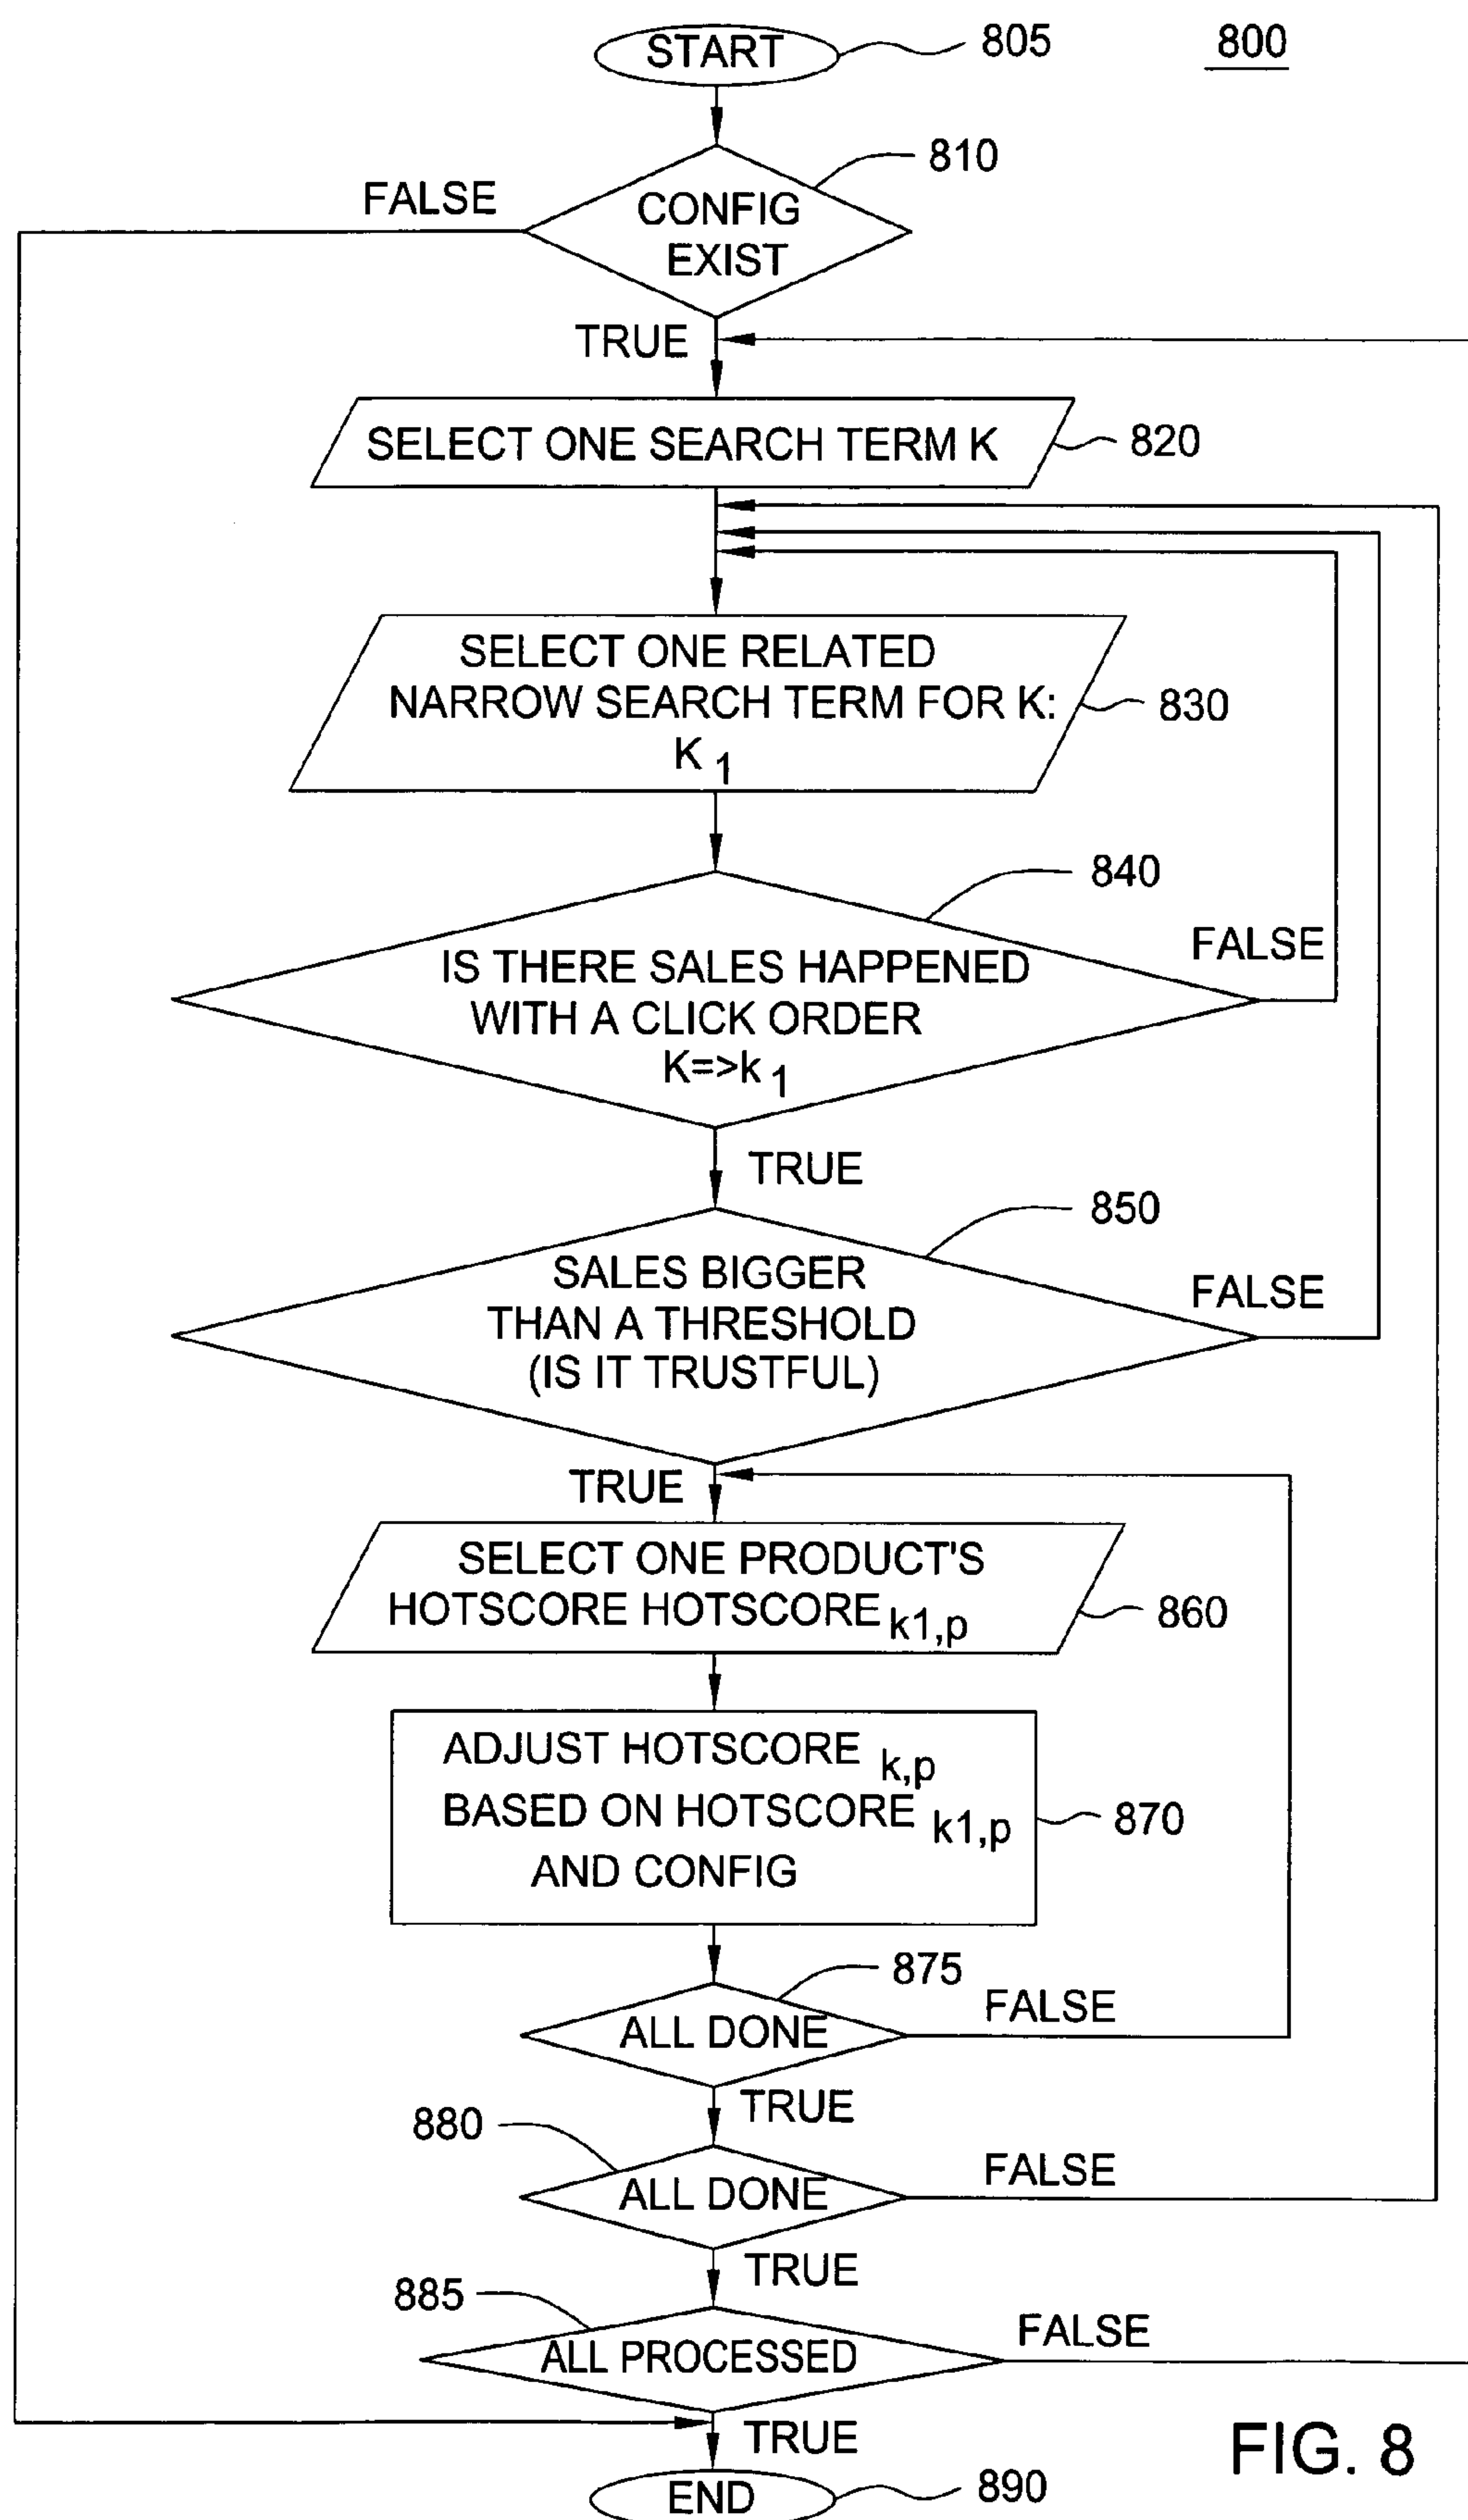 START
805
800
810
FALSE
CONFIG
EXIST
TRUE
SELECT ONE SEARCH TERM K
820
SELECT ONE RELATED
NARROW SEARCH TERM FOR K:
K 1
830
840
IS THERE SALES HAPPENED
WITH A CLICK ORDER
K=>k 1
FALSE
TRUE
850
SALES BIGGER
THAN A THRESHOLD
(IS IT TRUSTFUL)
FALSE
TRUE
SELECT ONE PRODUCT'S
HOTSCORE HOTSCORE k1,p
860
ADJUST HOTSCORE k,p
BASED ON HOTSCORE k1,p
AND CONFIG
870
875
ALL DONE
FALSE
TRUE
880
ALL DONE
FALSE
TRUE
885
ALL PROCESSED
FALSE
TRUE
END
890
FIG. 8